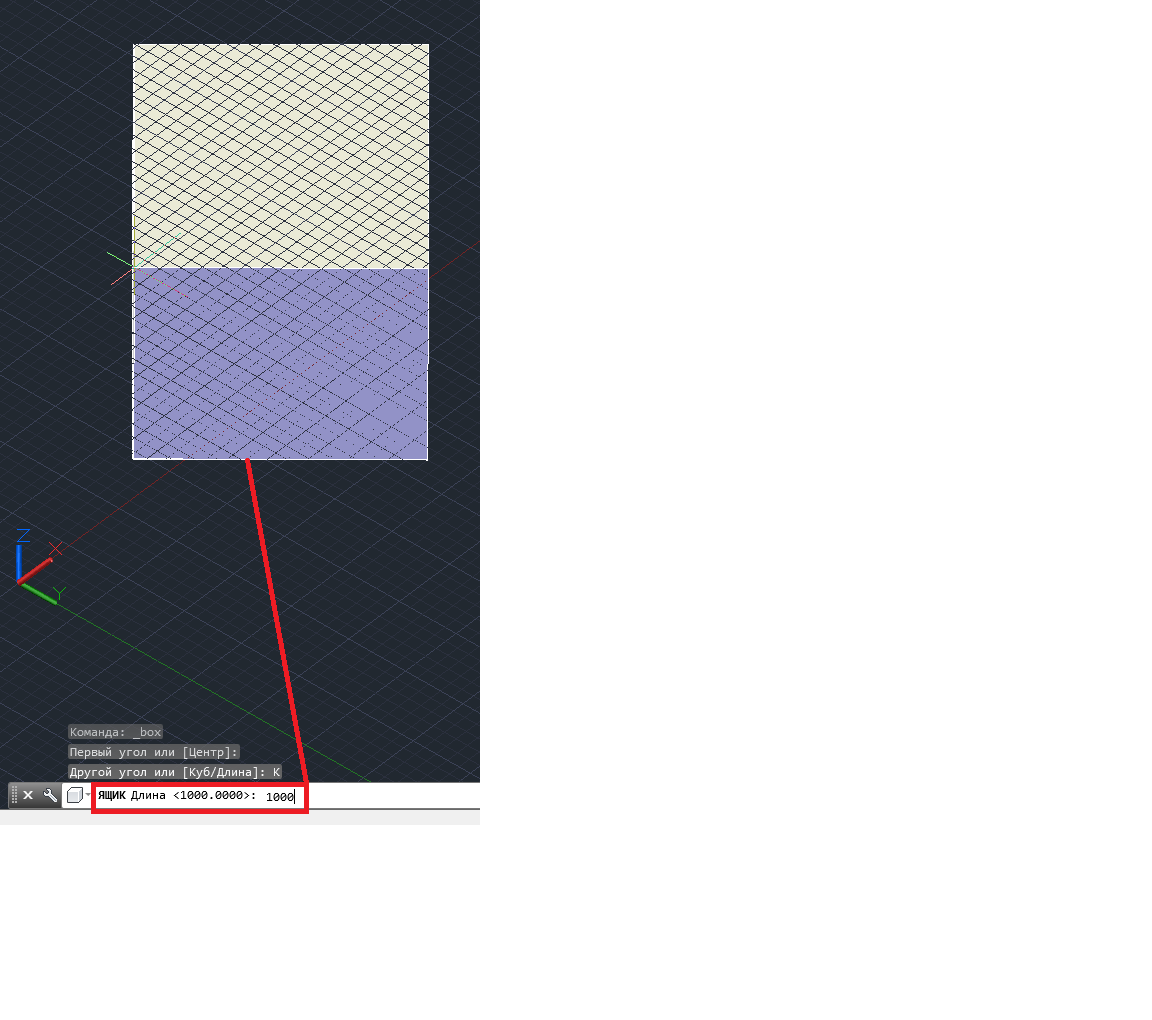 Z
X
Y
Команда: _box
Первый угол или [Центр]:
Другой угол или [Куб/Длина]: К
ЯЩИК Длина <1000.0000>: 1000